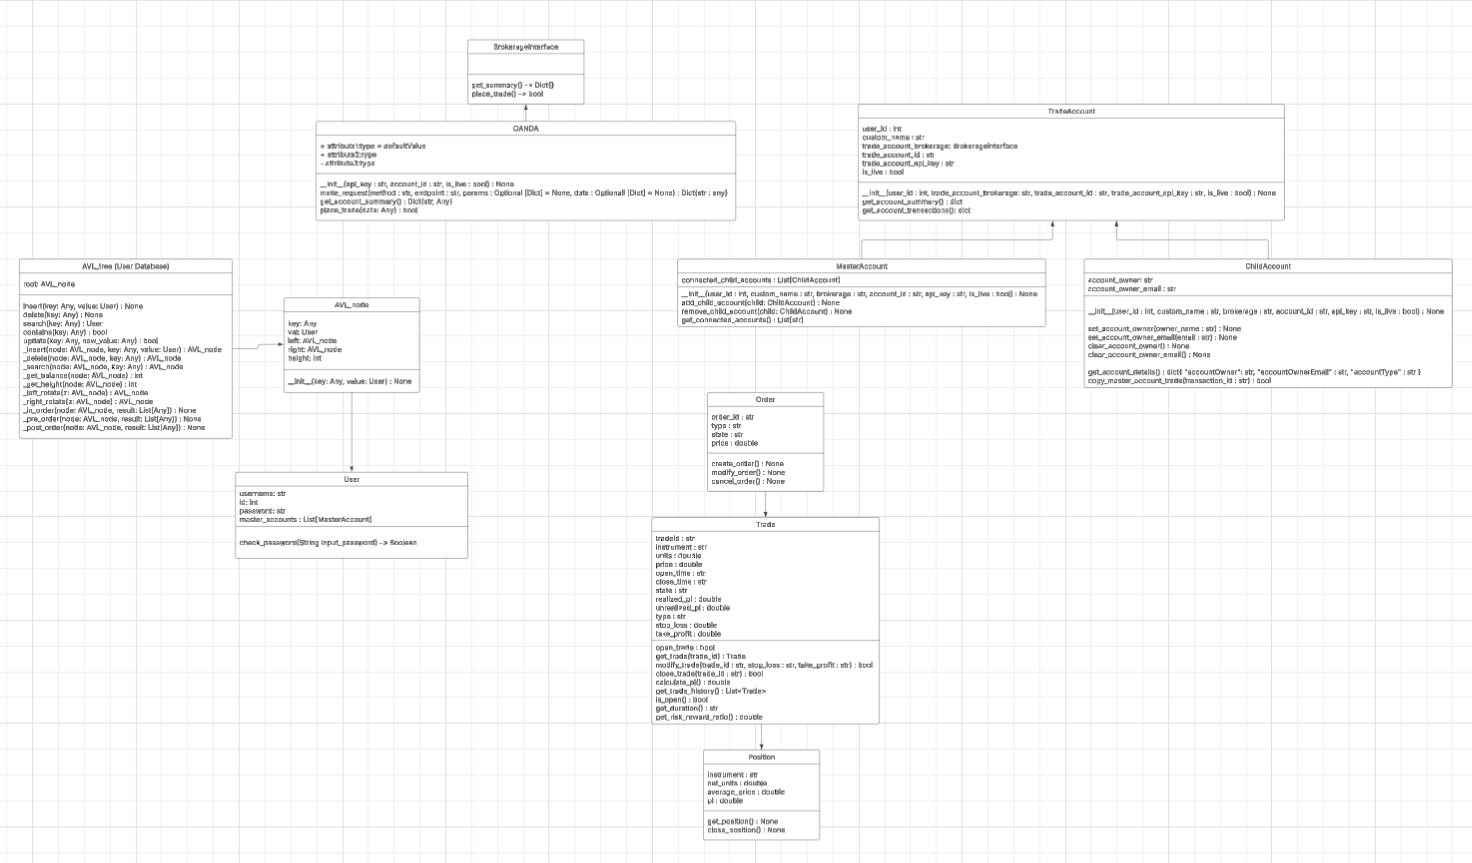 BrokerageInterface
get_summary() -> Dict{}
place_trade() -> bool
OANDA
+ attribute1:type = defaultValue
+ attribute2:type
- attribute3:type
__init__(api_key : str, account_id : str, is_live : bool) : None
make_request(method : str, endpoint : str, params : Optional [Dict] = None, data : Optional [Dict] = None) : Dict(str : any)
get_account_summary() : Dict(str, Any)
place_trade(data: Any) : bool
TradeAccount
user_id : int
custom_name : str
trade_account_brokerage: BrokerageInterface
trade_account_id : str
trade_account_api_key : str
is_live : bool
__init__(user_id : int, trade_account_brokerage: str, trade_account_id : str, trade_account_api_key : str, is_live : bool) : None
get_account_summary() : dict
get_account_transections(): dict
AVL_tree (User Database)
root: AVL_node
insert(key: Any, value: User) : None
delete(key: Any) : None
search(key: Any) : User
contains(key: Any) : bool
update(key: Any, new_value: Any) : bool
_insert(node: AVL_node, key: Any, value: User) : AVL_node
_delete(node: AVL_node, key: Any) : AVL_node
_search(node: AVL_node, key: Any) : AVL_node
_get_balance(node: AVL_node) : int
_get_height(node: AVL_node) : int
_left_rotate(z: AVL_node) : AVL_node
_right_rotate(z: AVL_node) : AVL_node
_in_order(node: AVL_node, result: List[Any]) : None
_pre_order(node: AVL_node, result: List[Any]) : None
_post_order(node: AVL_node, result: List[Any]) : None
AVL_node
key: Any
val: User
left: AVL_node
right: AVL_node
height: int
__init__(key: Any, value: User) : None
MasterAccount
connected_child_accounts : List[ChildAccount]
__init__(user_id : int, custom_name : str, brokerage : str, account_id : str, api_key : str, is_live : bool) : None
add_child_account(child: ChildAccount) : None
remove_child_account(child: ChildAccount) : None
get_connected_accounts() : List[str]
ChildAccount
account_owner: str
account_owner_email : str
__init__(user_id : int, custom_name : str, brokerage : str, account_id : str, api_key : str, is_live : bool) : None
set_account_owner(owner_name : str) : None
set_account_owner_email(email : str) : None
clear_account_owner() : None
clear_account_owner_email() : None
get_account_details() : dict{ "accountOwner": str, "accountOwnerEmail" : str, "accountType" : str }
copy_master_account_trade(transaction_id : str) : bool
User
username: str
id: int
password: str
master_accounts : List[MasterAccount]
check_password(String input_password) -> Boolean
Order
order_id : str
type : str
state : str
price : double
create_order() : None
modify_order() : None
cancel_order() : None
Trade
tradeId : str
instrument : str
units : double
price : double
open_time : str
close_time : str
state : str
realized_pl : double
unrealized_pl : double
type : str
stop_loss : double
take_profit : double
open_trade : bool
get_trade(trade_id) : Trade
modify_trade(trade_id : str, stop_loss : str, take_profit : str) : bool
close_trade(trade_id : str) : bool
calculate_pl() : double
get_trade_history() : List<Trade>
is_open() : bool
get_duration() : str
get_risk_reward_ratio() : double
Position
instrument : str
net_units : double
average_price : double
pl : double
get_position() : None
close_position() : None